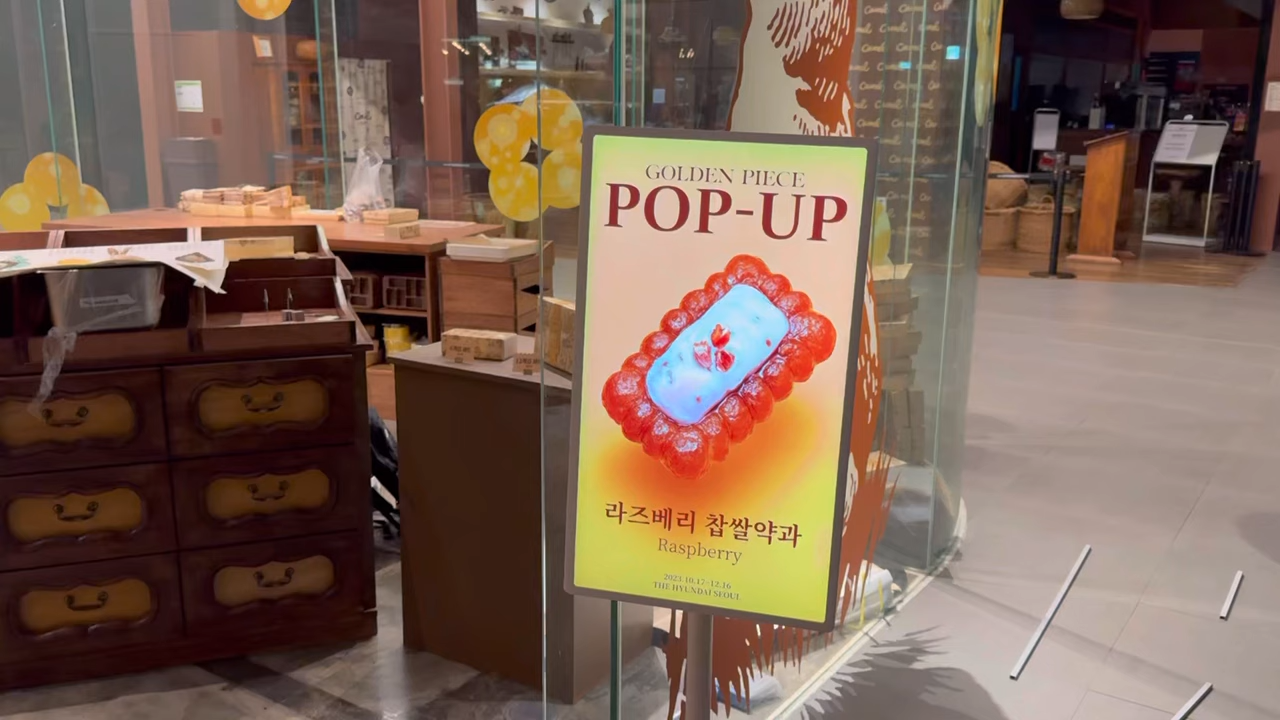 GOLDEN PIECE
POP-UP
라즈베리 찹쌀약과
Raspberry
2023.10.17-12.16
THE HYUNDAI SEOUL